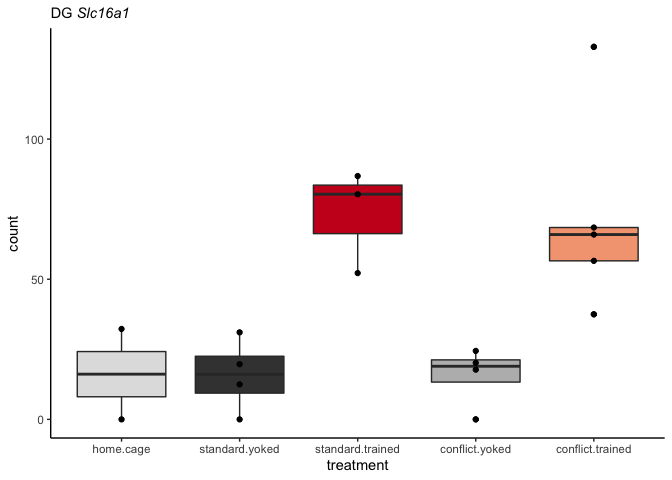 DG Slc16a1
count
100
50
0
home.cage
standard.yoked
standard.trained
conflict.yoked
conflict.trained
treatment